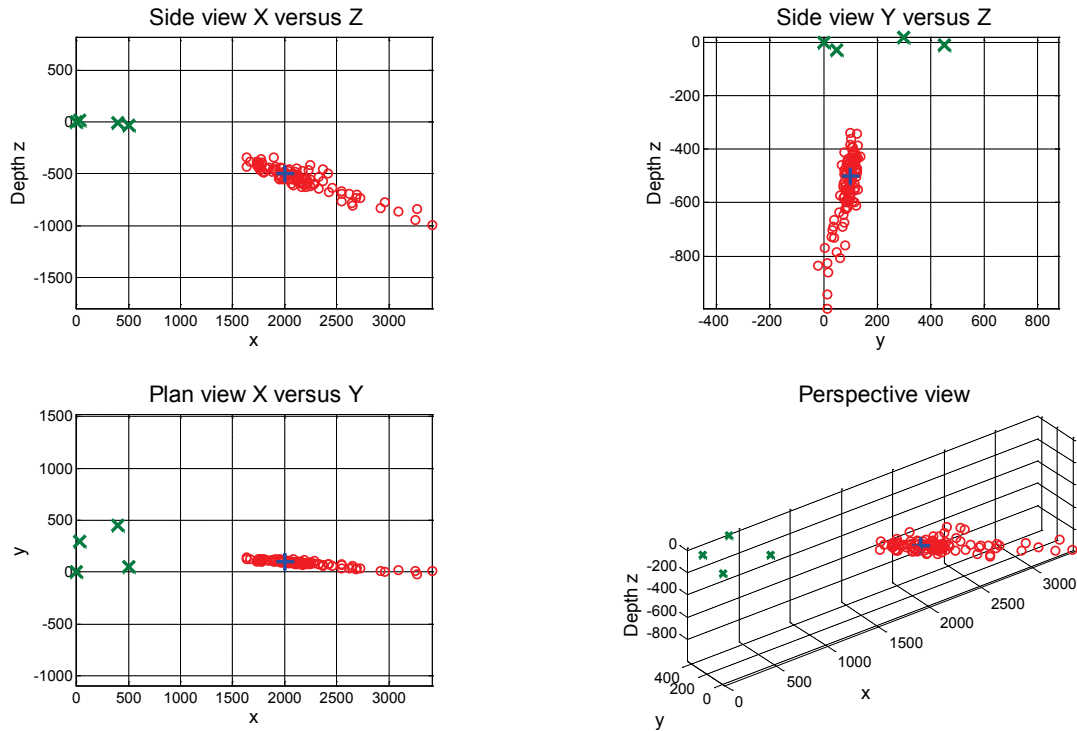 Side view X versus Z
500
0
-500
-1000
-1500
Depth z
0 500 1000 1500 2000 2500 3000
x
Side view Y versus Z
0
-200
-400
-600
-800
Depth z
-400 -200 0 200 400 600 800
y
Plan view X versus Y
1500
1000
500
0
-500
-1000
y
0 500 1000 1500 2000 2500 3000
x
Perspective view
0
-200
-400
-600
-800
Depth z
400
200
0
y
0
500
1000
1500
2000
2500
3000
x